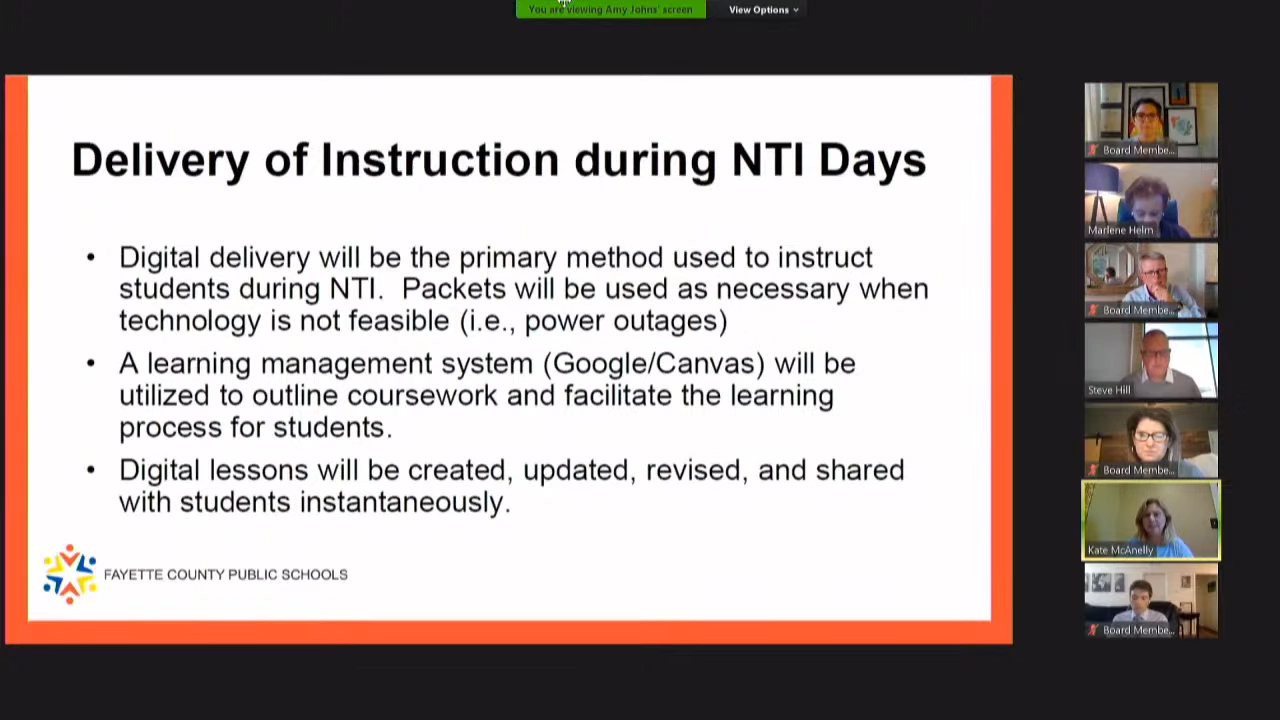 You are viewing Amy Johns' screen
View Options
Delivery of Instruction during NTI Days
• Digital delivery will be the primary method used to instruct
students during NTI.  Packets will be used as necessary when
technology is not feasible (i.e., power outages)
• A learning management system (Google/Canvas) will be
utilized to outline coursework and facilitate the learning
process for students.
• Digital lessons will be created, updated, revised, and shared
with students instantaneously.
FAYETTE COUNTY PUBLIC SCHOOLS
Board Membe...
Marlene Helm
Board Membe...
Steve Hill
Board Membe...
Kate McAnelly
Board Membe...